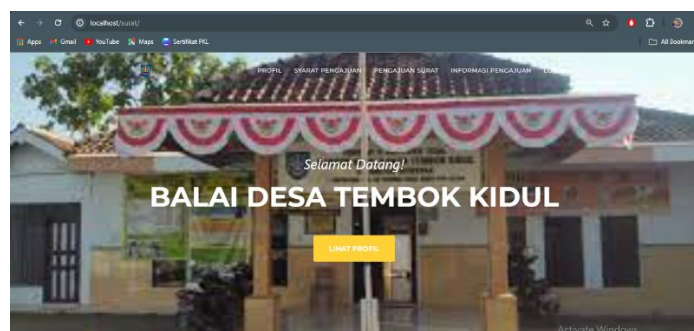 localhost/surat/
Apps Gmail YouTube Maps Sertifikat PKL All Bookmar
PROFIL SYARAT PENGAJUAN PENGAJUAN SURAT INFORMASI PENGAJUAN
Selamat Datang!
BALAI DESA TEMBOK KIDUL
LIHAT PROFIL
Activate Windows